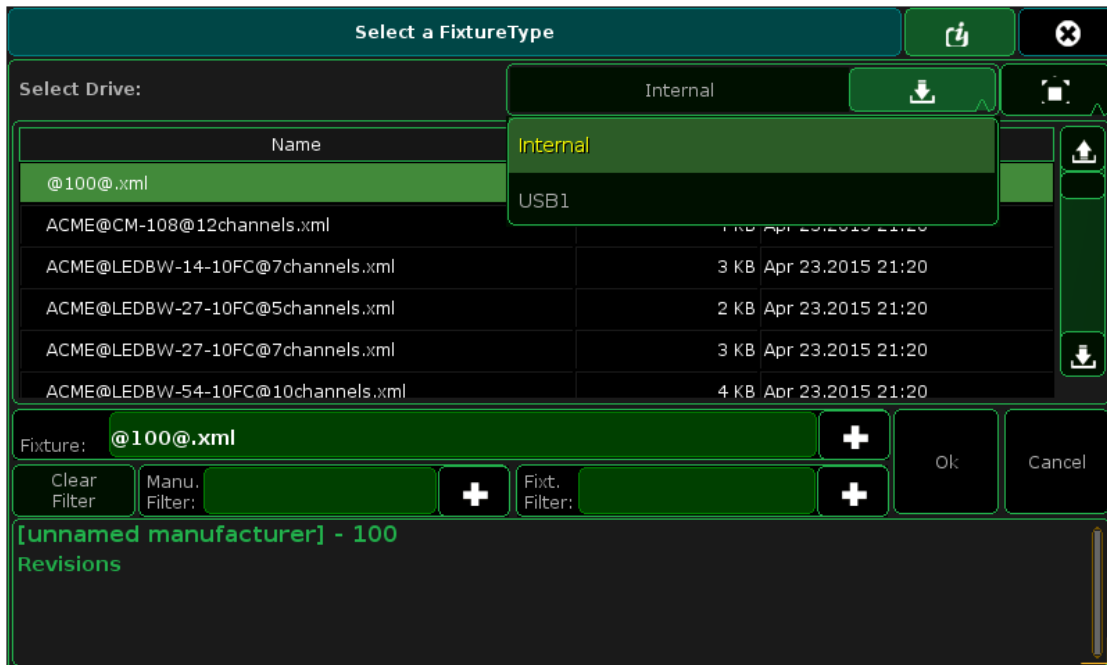 Select a FixtureType
Select Drive:
Internal
Name
Internal
@100@.xml
USB1
ACME@CM-108@12channels.xml
ACME@LEDBW-14-10FC@7channels.xml 3 KB Apr 23.2015 21:20
ACME@LEDBW-27-10FC@5channels.xml 2 KB Apr 23.2015 21:20
ACME@LEDBW-27-10FC@7channels.xml 3 KB Apr 23.2015 21:20
ACME@LEDBW-54-10FC@10channels.xml 4 KB Apr 23.2015 21:20
Fixture: @100@.xml
Ok
Cancel
Clear Filter
Manu. Filter:
Fixt. Filter:
[unnamed manufacturer] - 100
Revisions